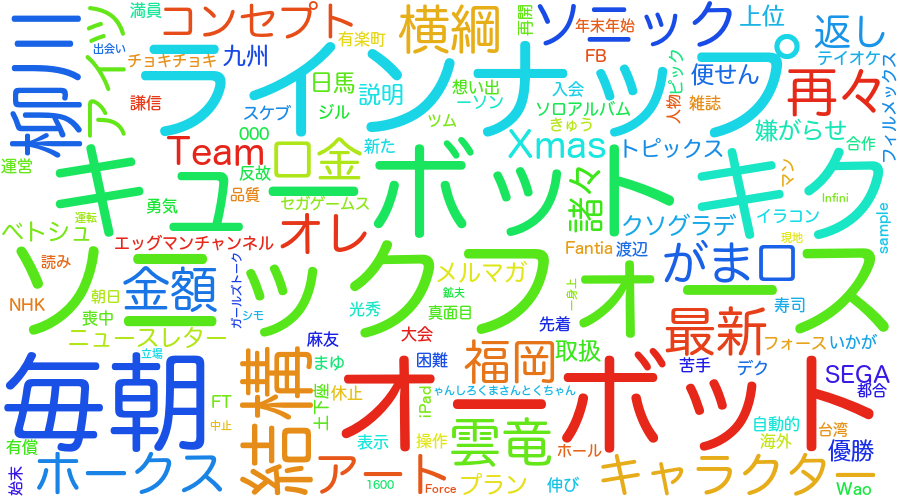 満員
コンセプト
有楽町
横綱
再開
ソニック
年末年始
上位
返し
出会い
柳川
フィイツ
チョキチョキ
九州
ラインナップ
FB
テイオケ
謙信
スケブ
日馬
ジル
説明
想い出
ーソン
入会
ソロアルバム
人物
ピック
便せん
雑誌
再々
フィルメックス
000
Team
口金
新た
ツム
きゅう
Xmas
トピックス
嫌がらせ
合作
運営
反故
キューボット
キク
マン
品質
セガゲームス
諸々
Infini
勇気
オレ
クソグラデ
イラコン
sample
ベトシュ
運転
エッグマンチャンネル
Fantia
渡辺
現地
読み
ソニックフォース
がま口
金額
ガールズトーク
メルマガ
NHK
朝日
シモ
光秀
鉱夫
一身上
寿司
喪中
真面目
先着
最新
ニュースレター
麻友
大会
取扱
フォース
いかが
立場
毎朝
結構
まゆ
困難
福岡
苦手
デク
SEGA
オーボット
都合
休止
土下座
iPad
ゃんしろくまさんとくちゃん
FT
中止
自動的
有償
表示
操作
雲竜
ホール
海外
台湾
優勝
始末
ホークス
アート
1600
Force
プラン
伸び
キャラクター
Wao